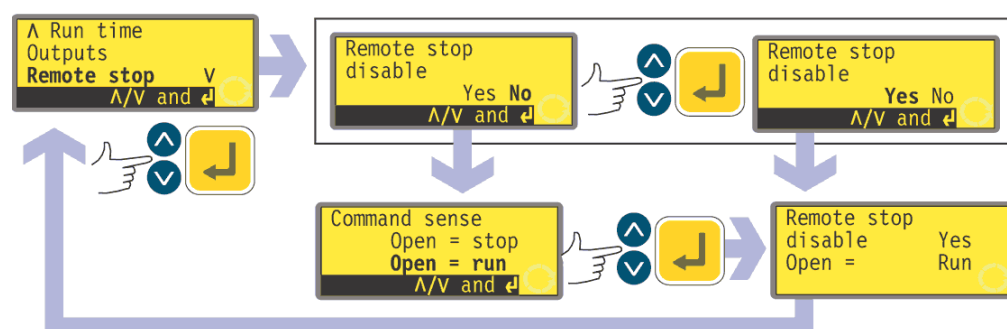 Λ Run time
Outputs
Remote stop V
Λ/V and ↵
Remote stop
disable
Yes No
Λ/V and ↵
Remote stop
disable
Yes No
Λ/V and ↵
Command sense
Open = stop
Open = run
Λ/V and ↵
Remote stop
disable Yes
Open = Run